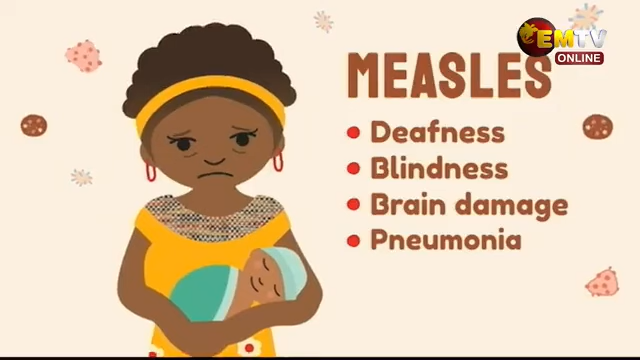 EMTV
ONLINE
MEASLES
Deafness
Blindness
Brain damage
Pneumonia